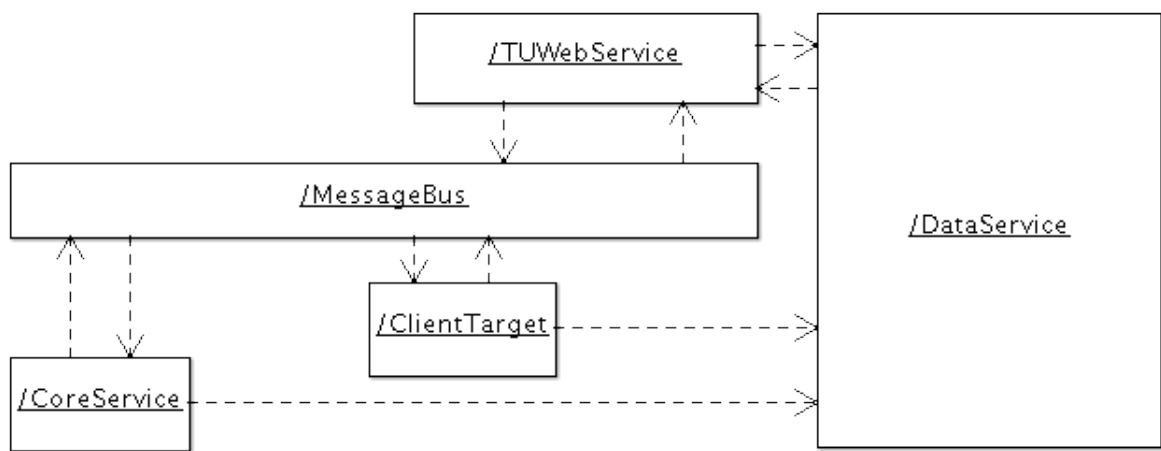 /TUWebService
/MessageBus
/DataService
/ClientTarget
/CoreService